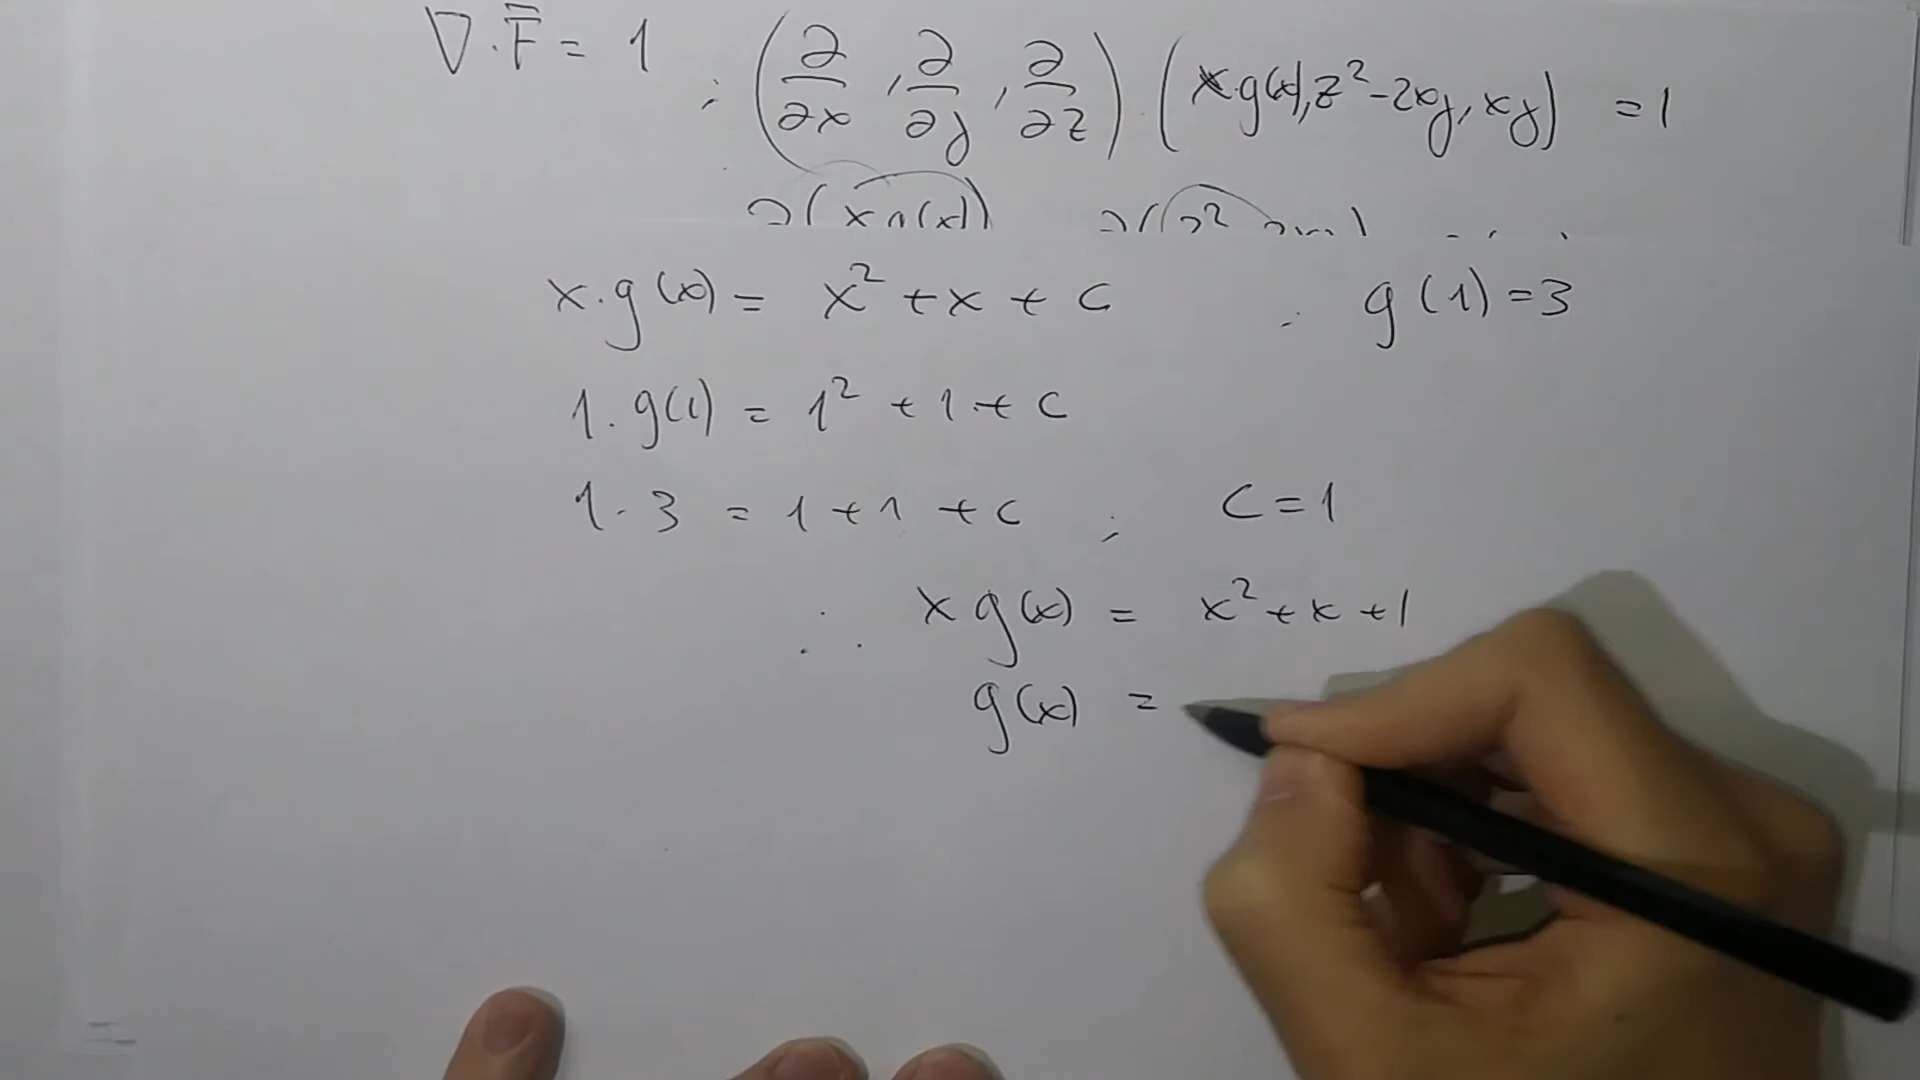 ∇·F̄ = 1 ; (∂/∂x, ∂/∂y, ∂/∂z)·(x·g(x), z²-2xy, xy) = 1
∂(x g(x))
x·g(x) = x² + x + c ; g(1) = 3
1·g(1) = 1² + 1 + c
1·3 = 1 + 1 + c ; c = 1
∴ x g(x) = x² + x + 1
g(x) =